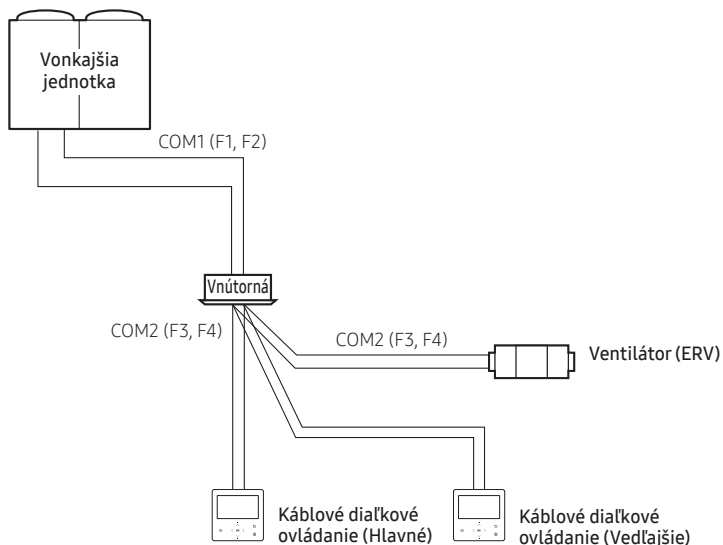 Vonkajšia
jednotka
COM1 (F1, F2)
Vnútorná
COM2 (F3, F4)
COM2 (F3, F4)
Ventilátor (ERV)
Káblové diaľkové
ovládanie (Hlavné)
Káblové diaľkové
ovládanie (Vedľajšie)